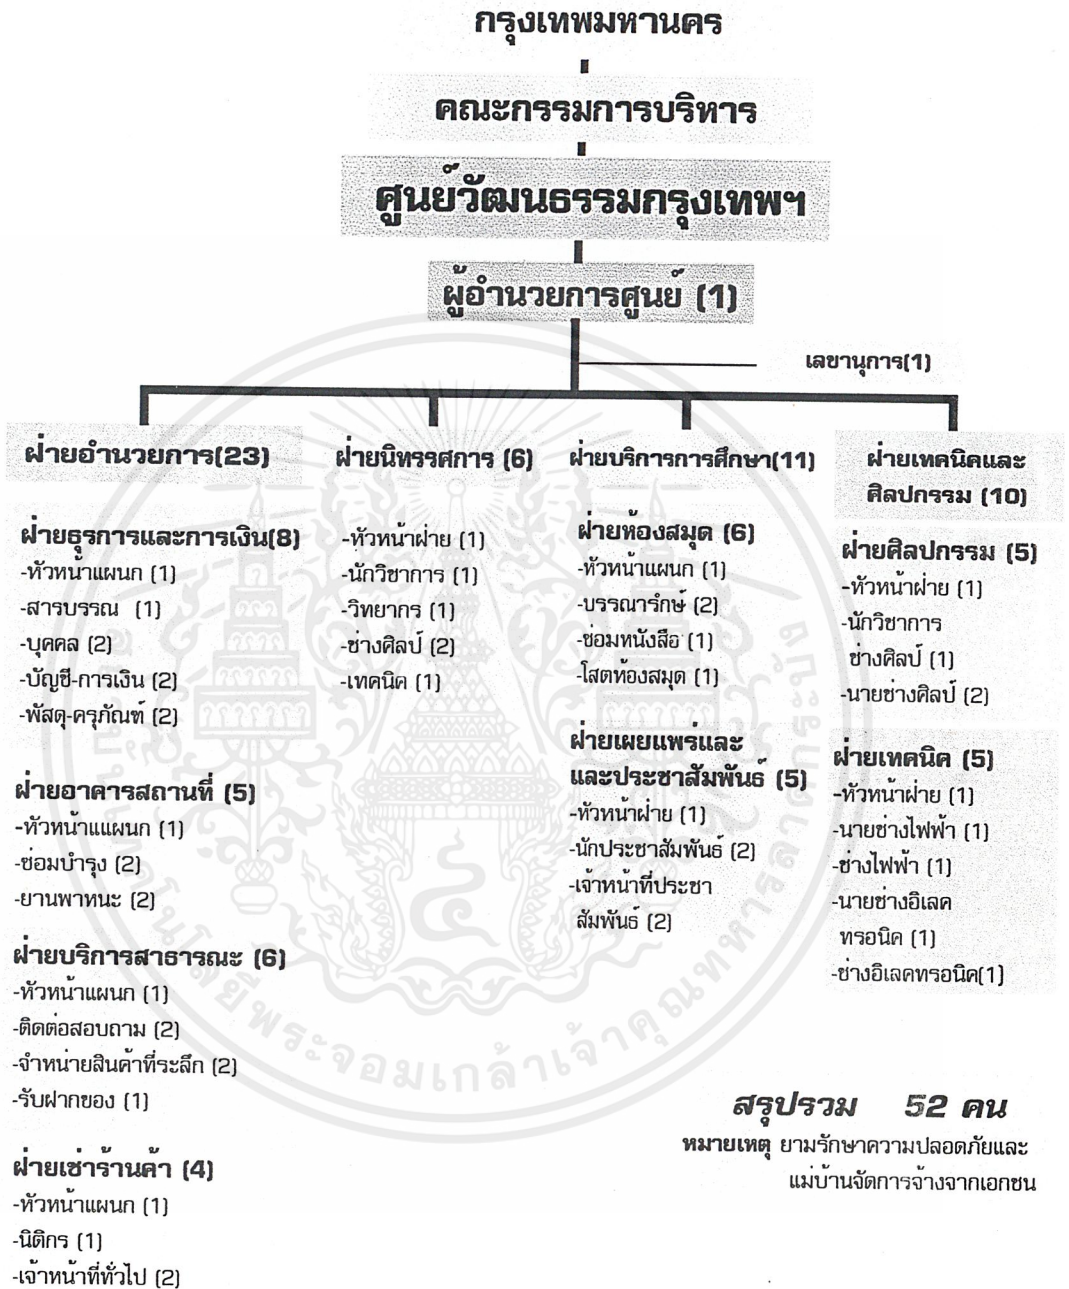 กรุงเทพมหานคร
คณะกรรมการบริหาร
ศูนย์วัฒนธรรมกรุงเทพฯ
ผู้อำนวยการศูนย์ (1)
เลขานุการ(1)
ฝ่ายอำนวยการ(23)
ฝ่ายธุรการและการเงิน(8)
-หัวหน้าแผนก (1)
-สารบรรณ (1)
-บุคคล (2)
-บัญชี-การเงิน (2)
-พัสดุ-ครุภัณฑ์ (2)
ฝ่ายอาคารสถานที่ (5)
-หัวหน้าแแผนก (1)
-ซ่อมบำรุง (2)
-ยานพาหนะ (2)
ฝ่ายบริการสาธารณะ (6)
-หัวหน้าแผนก (1)
-ติดต่อสอบถาม (2)
-จำหน่ายสินค้าที่ระลึก (2)
-รับฝากของ (1)
ฝ่ายเช่าร้านค้า (4)
-หัวหน้าแผนก (1)
-นิติกร (1)
-เจ้าหน้าที่ทั่วไป (2)
ฝ่ายนิทรรศการ (6)
-หัวหน้าฝ่าย (1)
-นักวิชาการ (1)
-วิทยากร (1)
-ช่างศิลป์ (2)
-เทคนิค (1)
ฝ่ายบริการการศึกษา(11)
ฝ่ายห้องสมุด (6)
-หัวหน้าแผนก (1)
-บรรณารักษ์ (2)
-ซ่อมหนังสือ (1)
-โสตห้องสมุด (1)
ฝ่ายเผยแพร่และ
และประชาสัมพันธ์ (5)
-หัวหน้าฝ่าย (1)
-นักประชาสัมพันธ์ (2)
-เจ้าหน้าที่ประชา
สัมพันธ์ (2)
ฝ่ายเทคนิคและ
ศิลปกรรม (10)
ฝ่ายศิลปกรรม (5)
-หัวหน้าฝ่าย (1)
-นักวิชาการ
ช่างศิลป์ (1)
-นายช่างศิลป์ (2)
ฝ่ายเทคนิค (5)
-หัวหน้าฝ่าย (1)
-นายช่างไฟฟ้า (1)
-ช่างไฟฟ้า (1)
-นายช่างอิเลค
ทรอนิค (1)
-ช่างอิเลคทรอนิค(1)
สรุปรวม 52 คน
หมายเหตุ ยามรักษาความปลอดภัยและ
แม่บ้านจัดการจ้างจากเอกชน